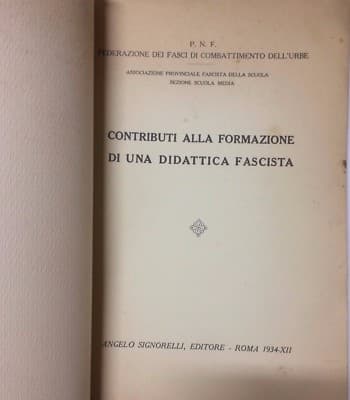 P. N. F.
FEDERAZIONE DEI FASCI DI COMBATTIMENTO DELL'URBE
ASSOCIAZIONE PROVINCIALE FASCISTA DELLA SCUOLA
SEZIONE SCUOLA MEDIA
CONTRIBUTI ALLA FORMAZIONE
DI UNA DIDATTICA FASCISTA
ANGELO SIGNORELLI, EDITORE - ROMA 1934-XII